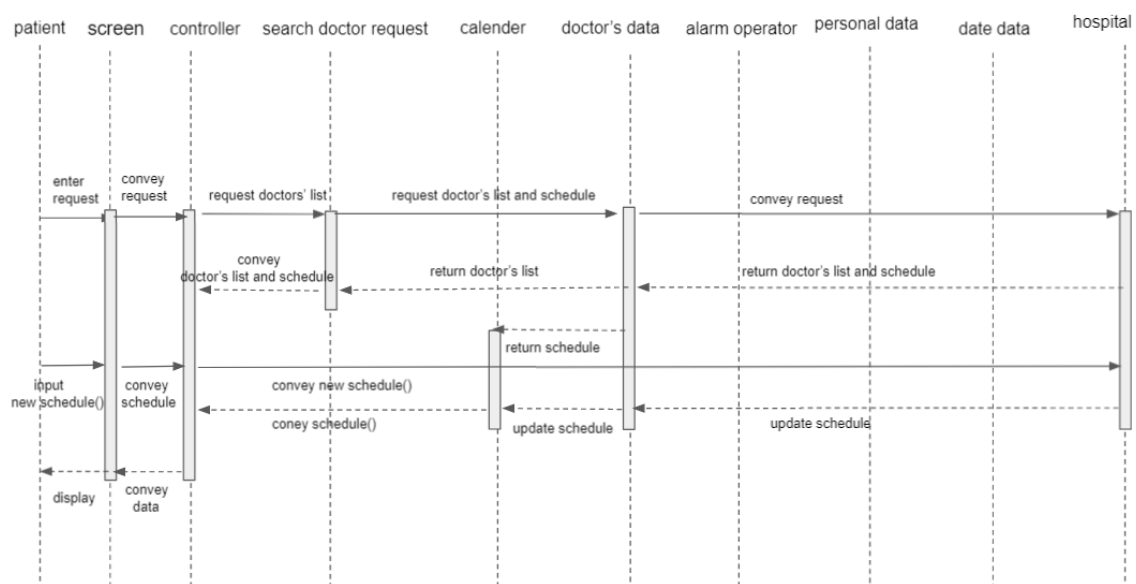 patient
screen
controller
search doctor request
calender
doctor's data
alarm operator
personal data
date data
hospital
enter
request
convey
request
request doctors' list
request doctor's list and schedule
convey request
convey
doctor's list and schedule
return doctor's list
return doctor's list and schedule
return schedule
input
new schedule()
convey
schedule
convey new schedule()
coney schedule()
update schedule
update schedule
display
convey
data